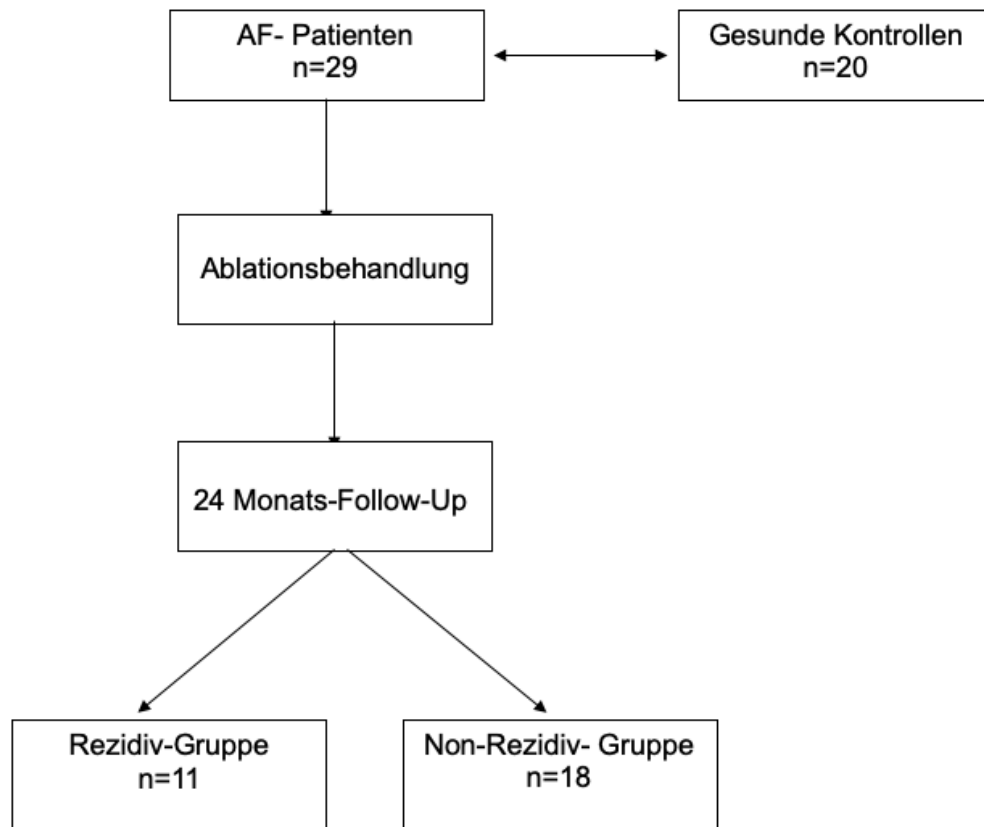 AF- Patienten
n=29
Gesunde Kontrollen
n=20
Ablationsbehandlung
24 Monats-Follow-Up
Rezidiv-Gruppe
n=11
Non-Rezidiv- Gruppe
n=18